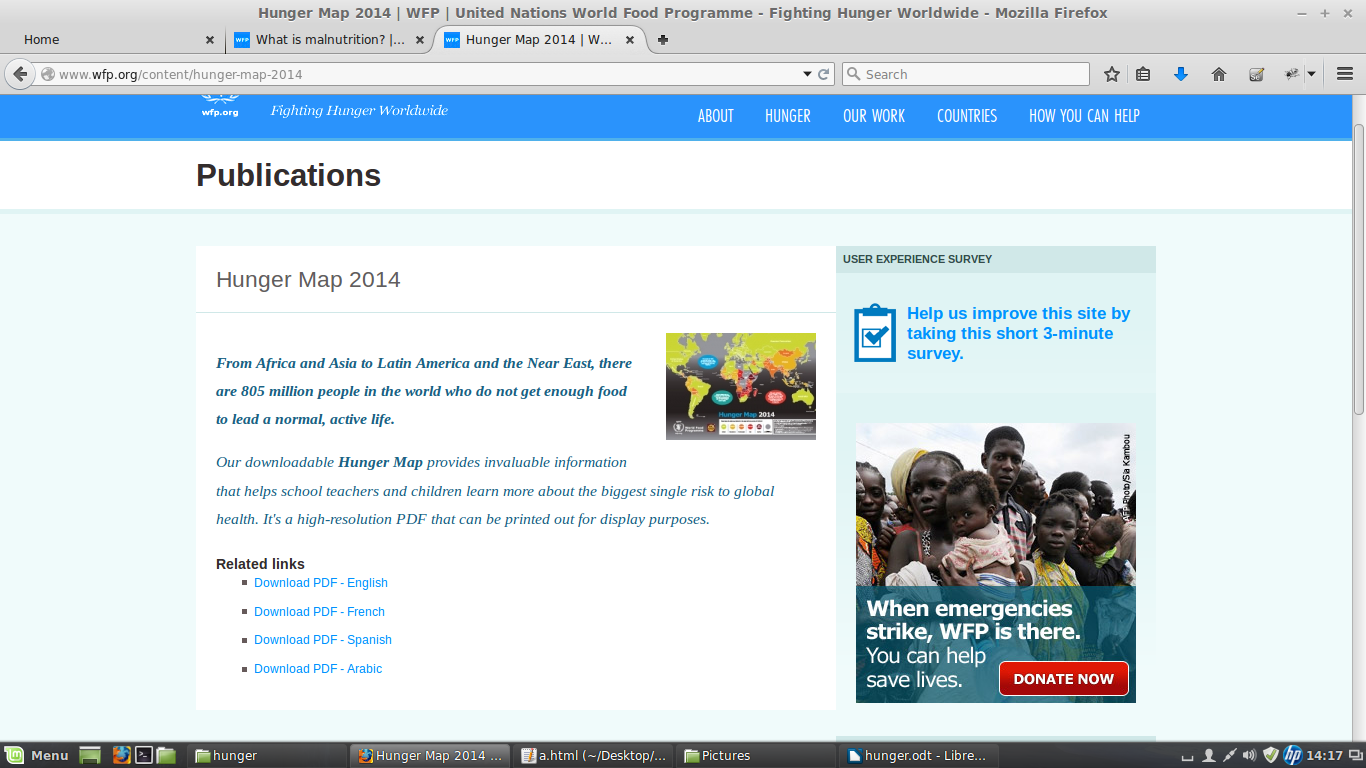 Hunger Map 2014 | WFP | United Nations World Food Programme - Fighting Hunger Worldwide - Mozilla Firefox
Home
What is malnutrition? |...
Hunger Map 2014 | W...
www.wfp.org/content/hunger-map-2014
Search
wfp.org
Fighting Hunger Worldwide
ABOUT
HUNGER
OUR WORK
COUNTRIES
HOW YOU CAN HELP
Publications
Hunger Map 2014
From Africa and Asia to Latin America and the Near East, there
are 805 million people in the world who do not get enough food
to lead a normal, active life.
Hunger Map 2014
Our downloadable Hunger Map provides invaluable information
that helps school teachers and children learn more about the biggest single risk to global
health. It's a high-resolution PDF that can be printed out for display purposes.
Related links
Download PDF - English
Download PDF - French
Download PDF - Spanish
Download PDF - Arabic
USER EXPERIENCE SURVEY
Help us improve this site by
taking this short 3-minute
survey.
AFP Photo/Sia Kambou
When emergencies
strike, WFP is there.
You can help
save lives.
DONATE NOW
Menu
hunger
Hunger Map 2014 ...
a.html (~/Desktop/...
Pictures
hunger.odt - Libre...
hp
14:17